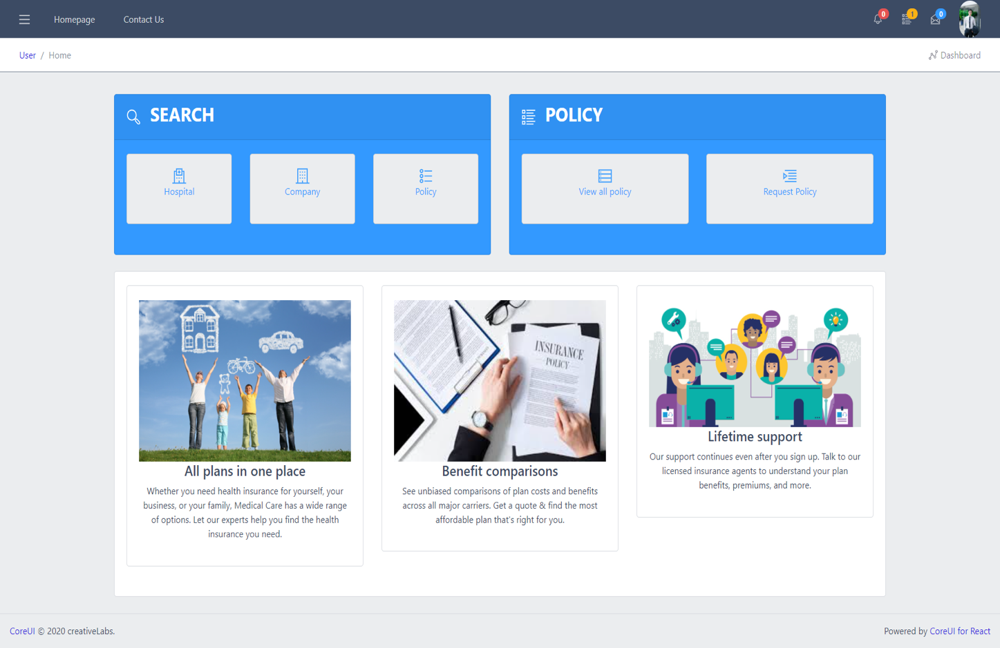 Homepage Contact Us 0 1 0
User / Home Dashboard
SEARCH
Hospital Company Policy
POLICY
View all policy Request Policy
INSURANCE
POLICY
All plans in one place
Whether you need health insurance for yourself, your
business, or your family, Medical Care has a wide range
of options. Let our experts help you find the health
insurance you need.
Benefit comparisons
See unbiased comparisons of plan costs and benefits
across all major carriers. Get a quote & find the most
affordable plan that's right for you.
Lifetime support
Our support continues even after you sign up. Talk to our
licensed insurance agents to understand your plan
benefits, premiums, and more.
CoreUI © 2020 creativeLabs. Powered by CoreUI for React